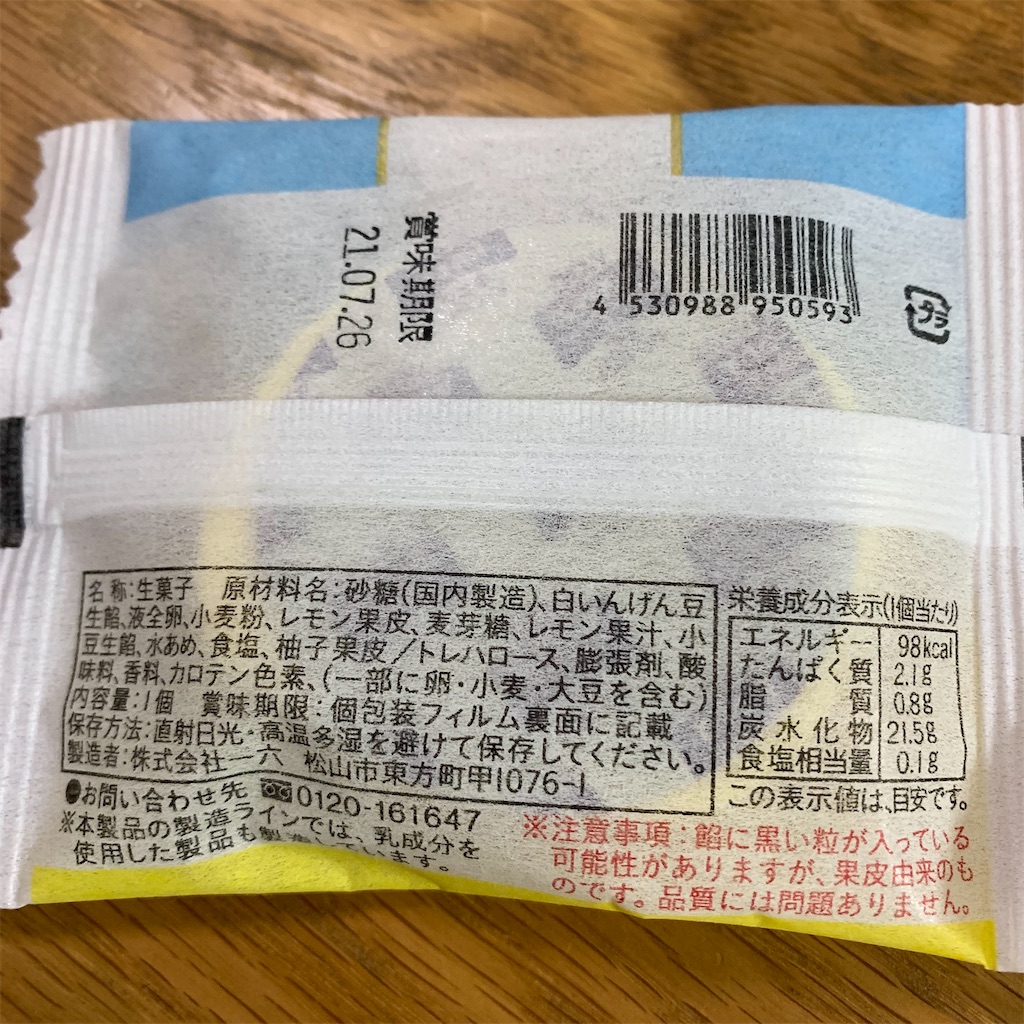 賞味期限
21.07.26
4 530988 950593
プラ
名 称:生菓子 原材料名:砂糖(国内製造)、白いんげん豆
生餡、液全卵、小麦粉、レモン果皮、麦芽糖、レモン果汁、小
豆生餡、水あめ、食塩、柚子果皮/トレハロース、膨張剤、酸
味料、香料、カロテン色素、(一部に卵・小麦・大豆を含む)
内容量:1個 賞味期限:個包装フィルム裏面に記載
保存方法:直射日光・高温多湿を避けて保存してください。
製造者:株式会社一六 松山市東方町甲1076-1
●お問い合わせ先 0120-161647
※本製品の製造ラインでは、乳成分を
使用した製品も製造しています。
栄養成分表示(1個当たり)
エネルギー 98kcal
たんぱく質 2.1g
脂 質 0.8g
炭水化物 21.5g
食塩相当量 0.1g
この表示値は、目安です。
※注意事項:餡に黒い粒が入っている
可能性がありますが、果皮由来のも
のです。品質には問題ありません。